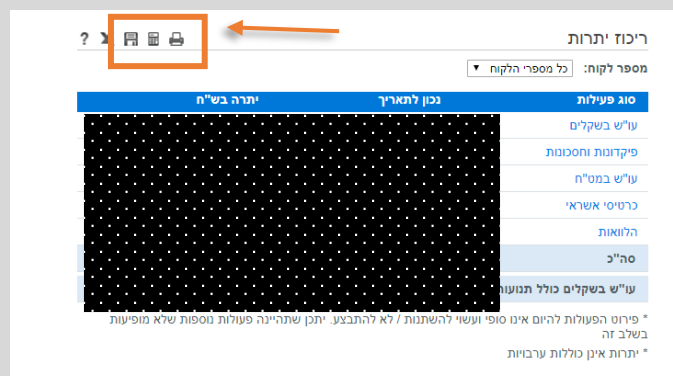 ריכוז יתרות
?
מספר לקוח: כל מספרי הלקוח
סוג פעילות נכון לתאריך יתרה בש"ח
עו"ש בשקלים
פיקדונות וחסכונות
עו"ש במט"ח
כרטיסי אשראי
הלוואות
סה"כ
עו"ש בשקלים כולל תנועות
* פירוט הפעולות להיום אינו סופי ועשוי להשתנות / לא להתבצע. יתכן שתהיינה פעולות נוספות שלא מופיעות
בשלב זה
* יתרות אינן כוללות ערבויות